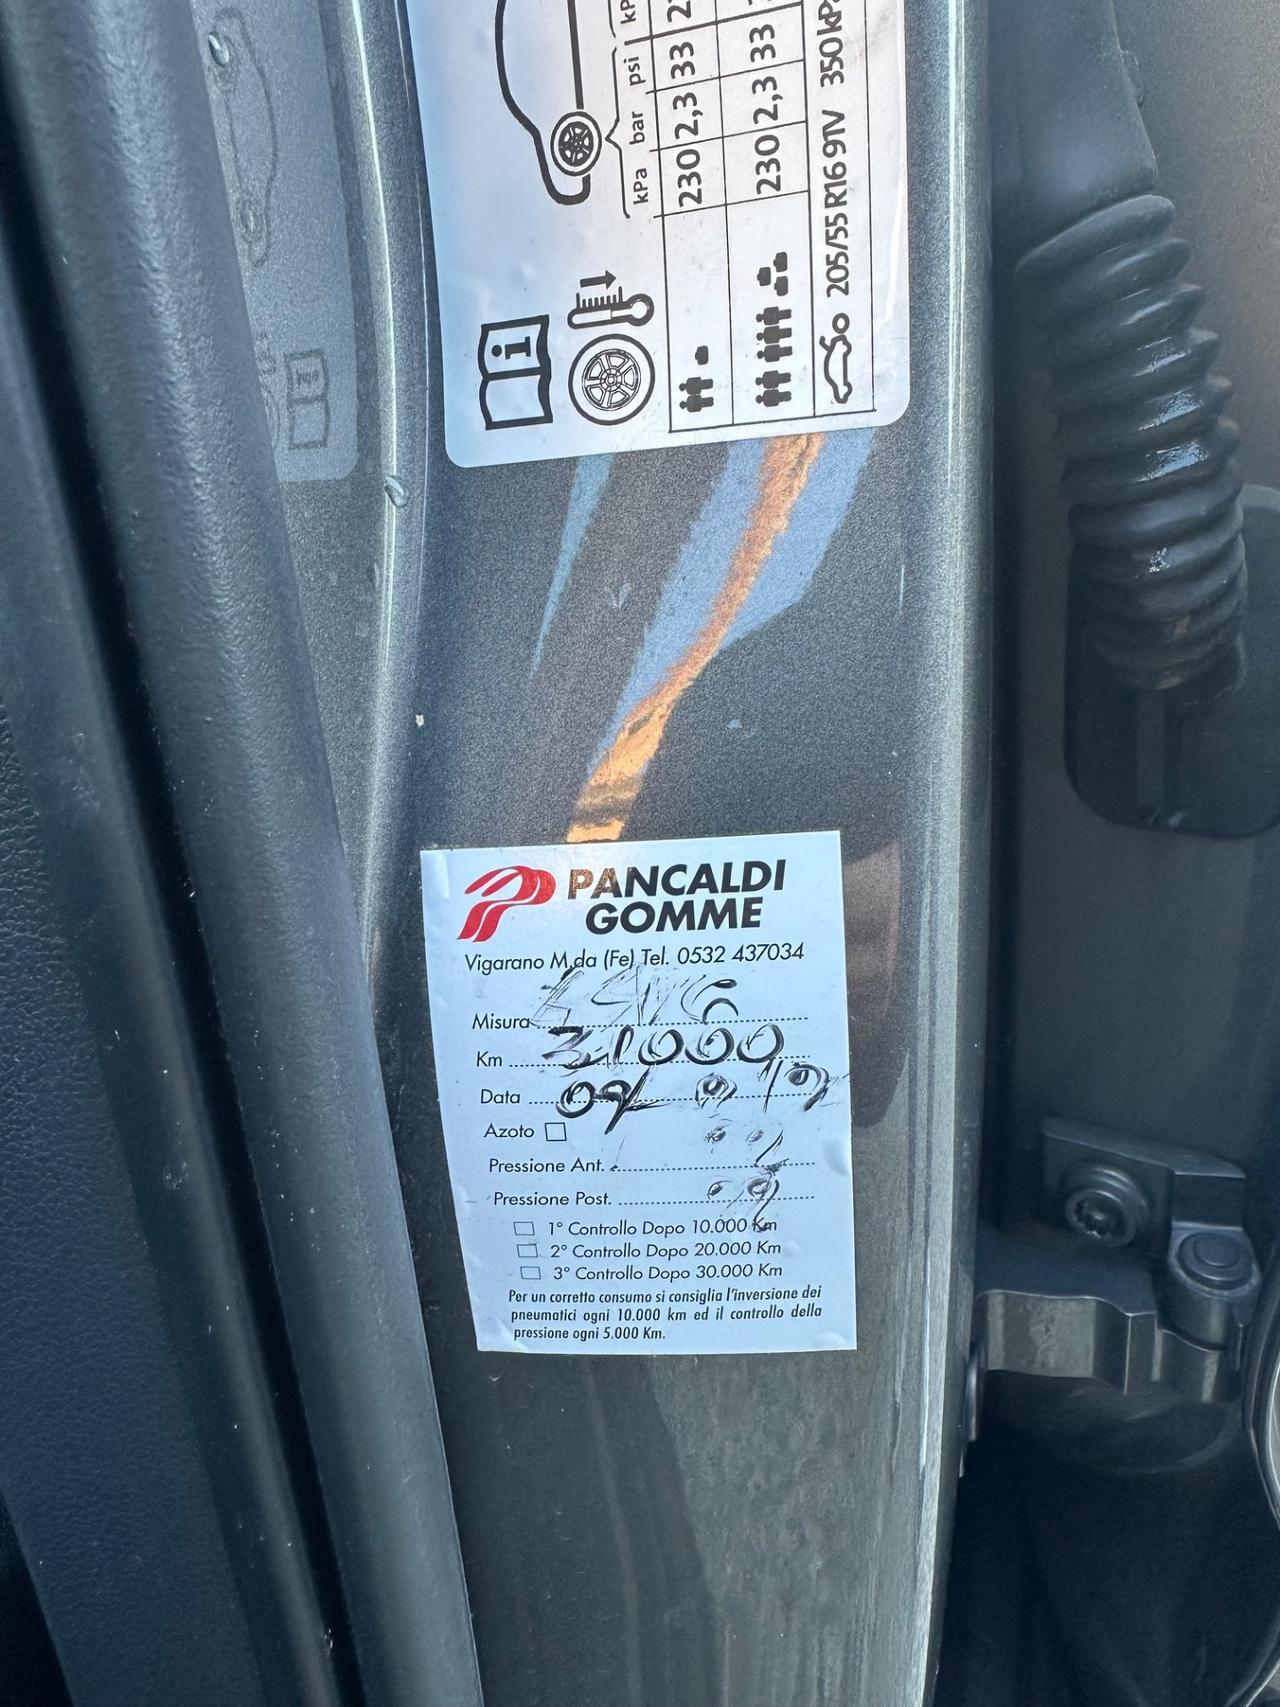 kPa bar psi kP
230 2,3 33 2
230 2,3 33
205/55 R16 91V 350 kPa
PANCALDI
GOMME
Vigarano M.da (Fe) Tel. 0532 437034
Misura
Km 31000
Data
Azoto
Pressione Ant.
Pressione Post.
1° Controllo Dopo 10.000 Km
2° Controllo Dopo 20.000 Km
3° Controllo Dopo 30.000 Km
Per un corretto consumo si consiglia l'inversione dei
pneumatici ogni 10.000 km ed il controllo della
pressione ogni 5.000 Km.